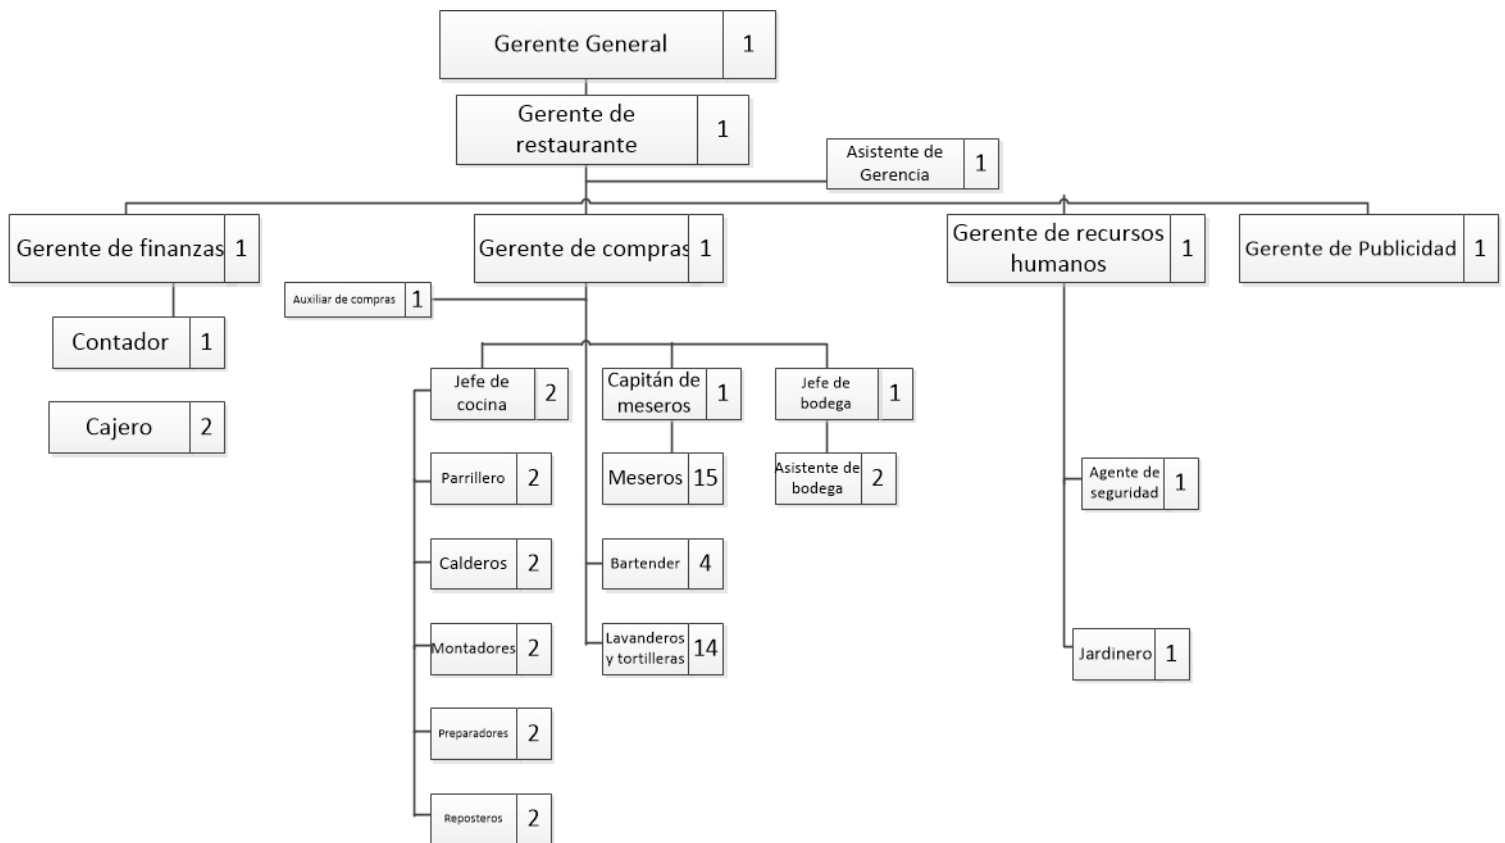 Gerente General 1
Gerente de
restaurante
1
Asistente de
Gerencia
1
Gerente de finanzas 1
Gerente de compras 1
Gerente de recursos
humanos
1
Gerente de Publicidad 1
Auxiliar de compras 1
Contador 1
Cajero 2
Jefe de
cocina
2
Capitán de
meseros
1
Jefe de
bodega
1
Parrillero 2
Meseros 15
Asistente de
bodega
2
Agente de
seguridad
1
Calderos 2
Bartender 4
Montadores 2
Lavanderos
y tortilleras
14
Jardinero 1
Preparadores 2
Reposteros 2